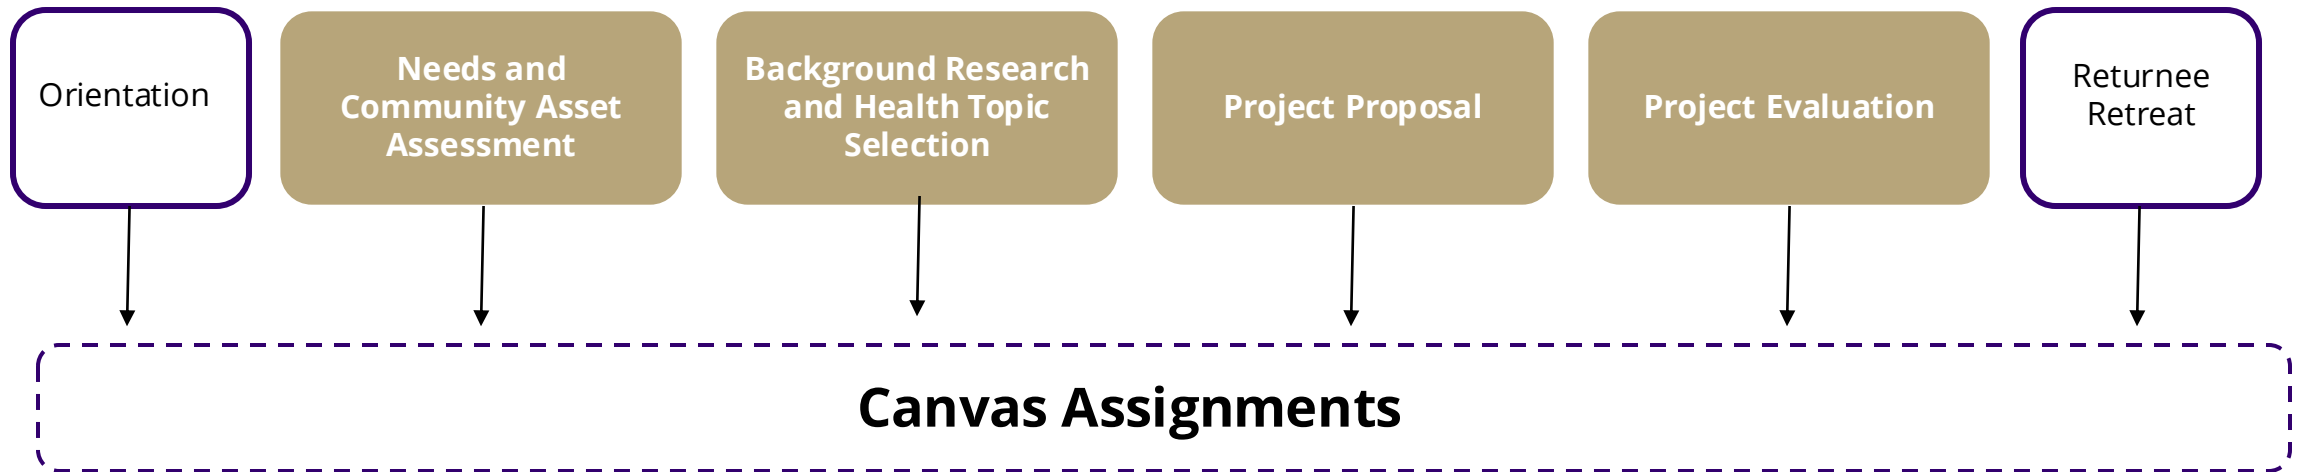 Orientation
Needs and
Community Asset
Assessment
Background Research
and Health Topic
Selection
Project Proposal
Project Evaluation
Returnee
Retreat
Canvas Assignments